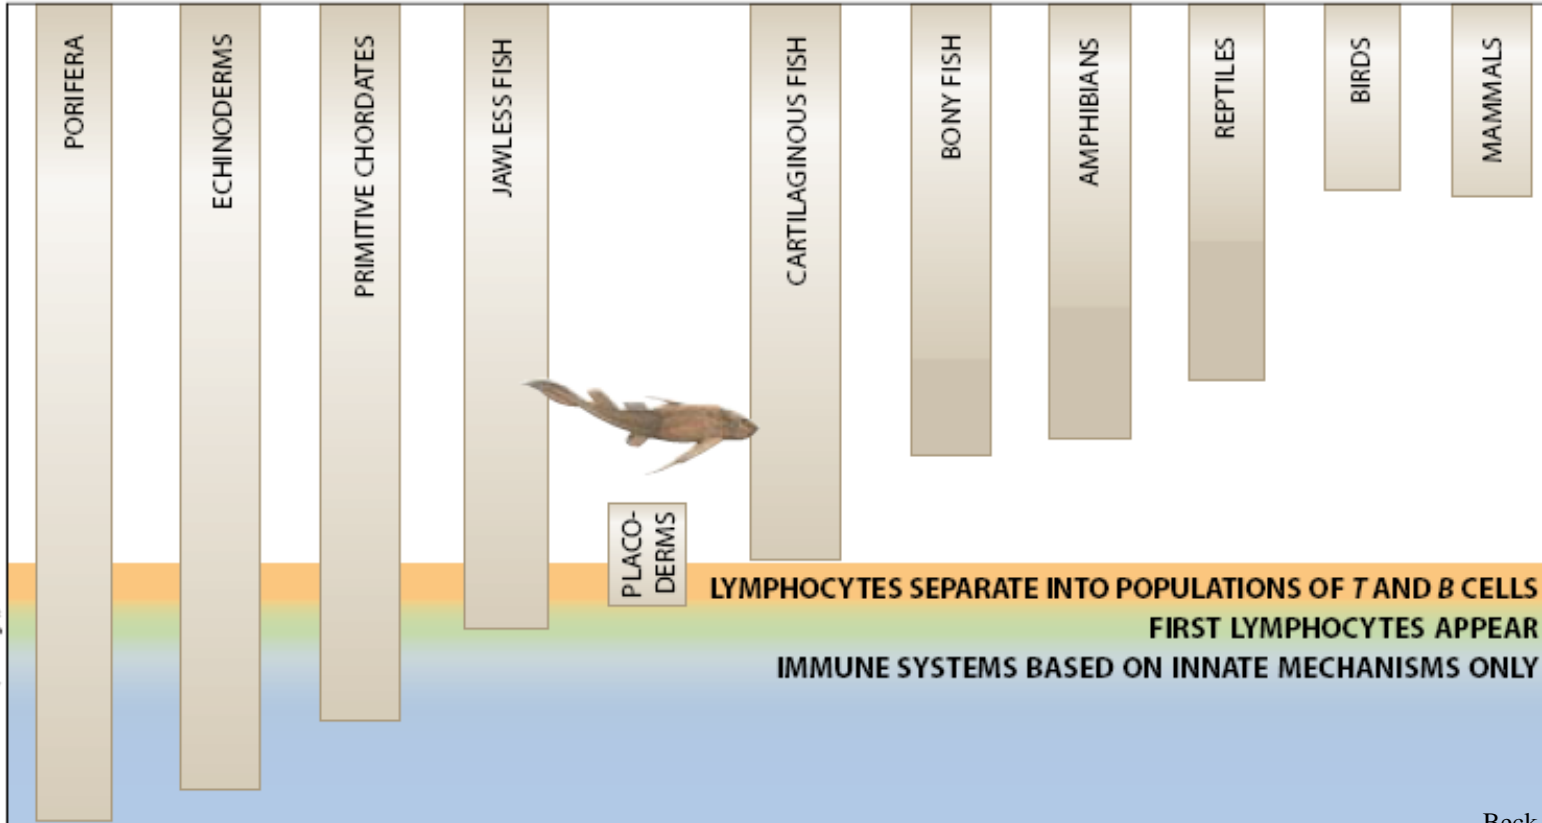 PORIFERA
ECHINODERMS
PRIMITIVE CHORDATES
JAWLESS FISH
PLACO-
DERMS
CARTILAGINOUS FISH
BONY FISH
AMPHIBIANS
REPTILES
BIRDS
MAMMALS
LYMPHOCYTES SEPARATE INTO POPULATIONS OF T AND B CELLS
FIRST LYMPHOCYTES APPEAR
IMMUNE SYSTEMS BASED ON INNATE MECHANISMS ONLY
Beck